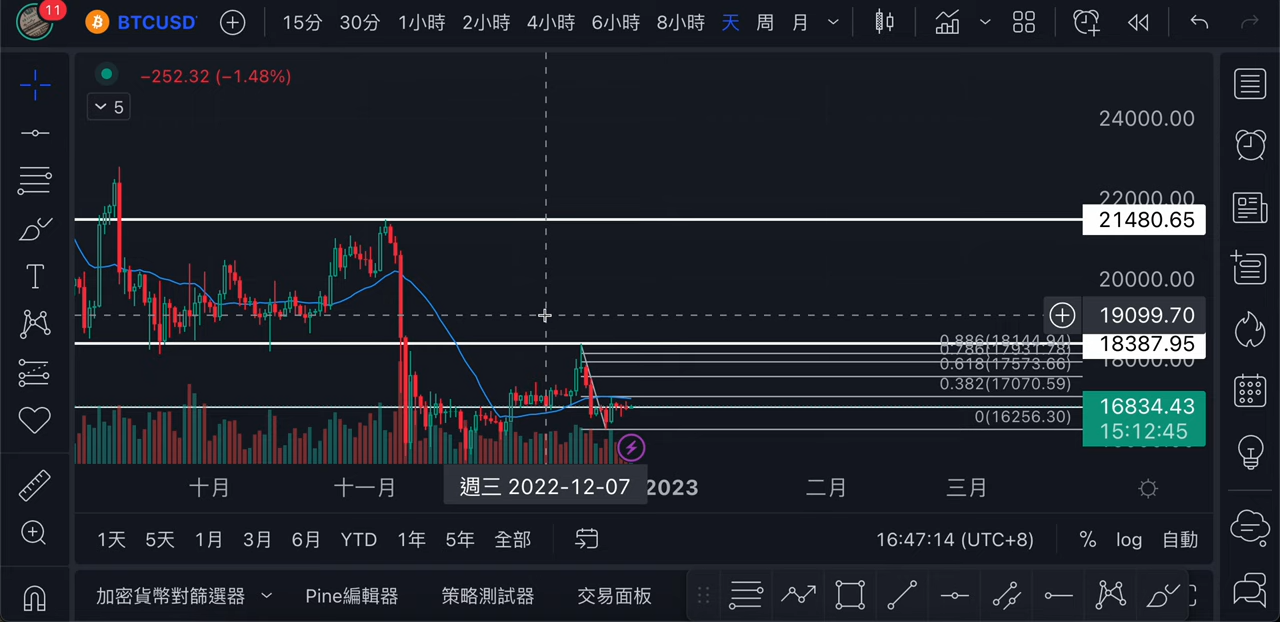 11
BTCUSD
15分 30分 1小時 2小時 4小時 6小時 8小時 天 周 月
−252.32 (−1.48%)
5
24000.00
22000.00
21480.65
20000.00
19099.70
0.886(18144.94)
18387.95
0.786(17931.78)
18000.00
0.618(17573.66)
0.382(17070.59)
16834.43
0(16256.30)
15:12:45
十月 十一月 週三 2022-12-07 2023 二月 三月
1天 5天 1月 3月 6月 YTD 1年 5年 全部
16:47:14 (UTC+8) % log 自動
加密貨幣對篩選器 Pine編輯器 策略測試器 交易面板
T